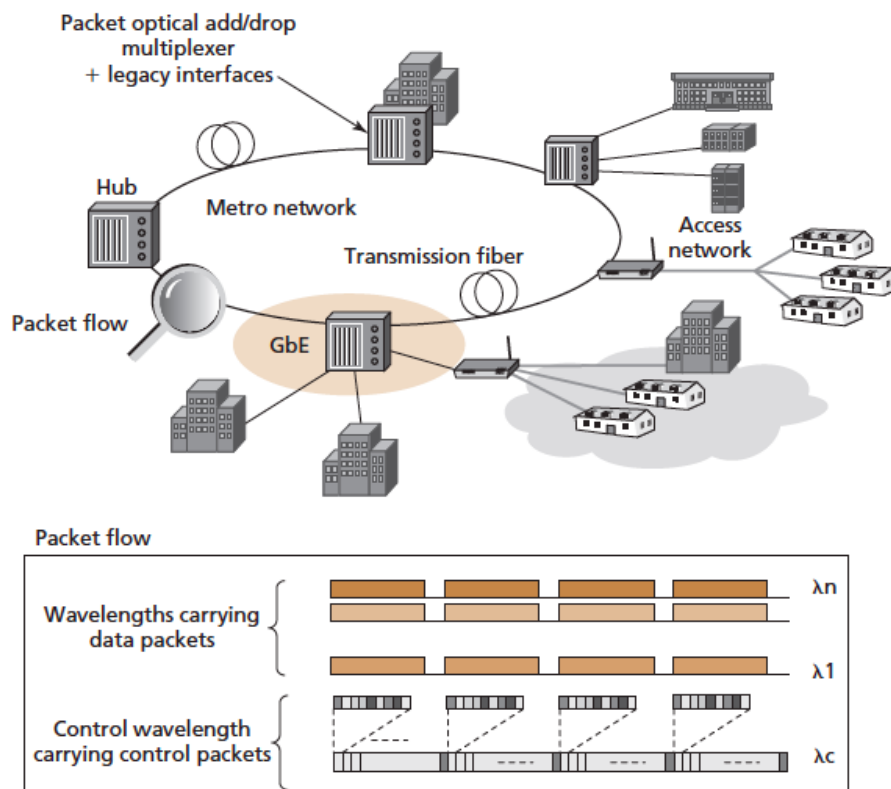 Packet optical add/drop
multiplexer
+ legacy interfaces
Hub
Metro network
Access
network
Transmission fiber
Packet flow
GbE
Packet flow
Wavelengths carrying
data packets
λn
λ1
Control wavelength
carrying control packets
λc